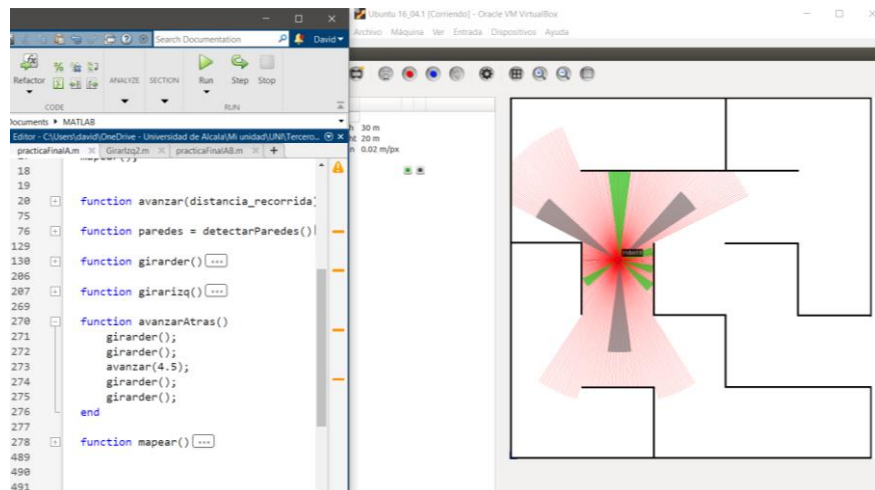 Search Documentation
David
Refactor
ANALYZE
SECTION
Run
Step
Stop
CODE
RUN
Documents ▸ MATLAB
Editor - C:\Users\david\OneDrive - Universidad de Alcala\Mi unidad\UNI\Tercero...
practicaFinalA.m
GirarIzq2.m
practicaFinalAB.m
18
19
20 function avanzar(distancia_recorrida)
75
76 function paredes = detectarParedes()
129
130 function girarder() ...
206
207 function girarizq() ...
269
270 function avanzarAtras()
271 girarder();
272 girarder();
273 avanzar(4.5);
274 girarder();
275 girarder();
276 end
277
278 function mapear() ...
489
490
491
Ubuntu 16_04.1 [Corriendo] - Oracle VM VirtualBox
Archivo Máquina Ver Entrada Dispositivos Ayuda
30 m
20 m
0.02 m/px